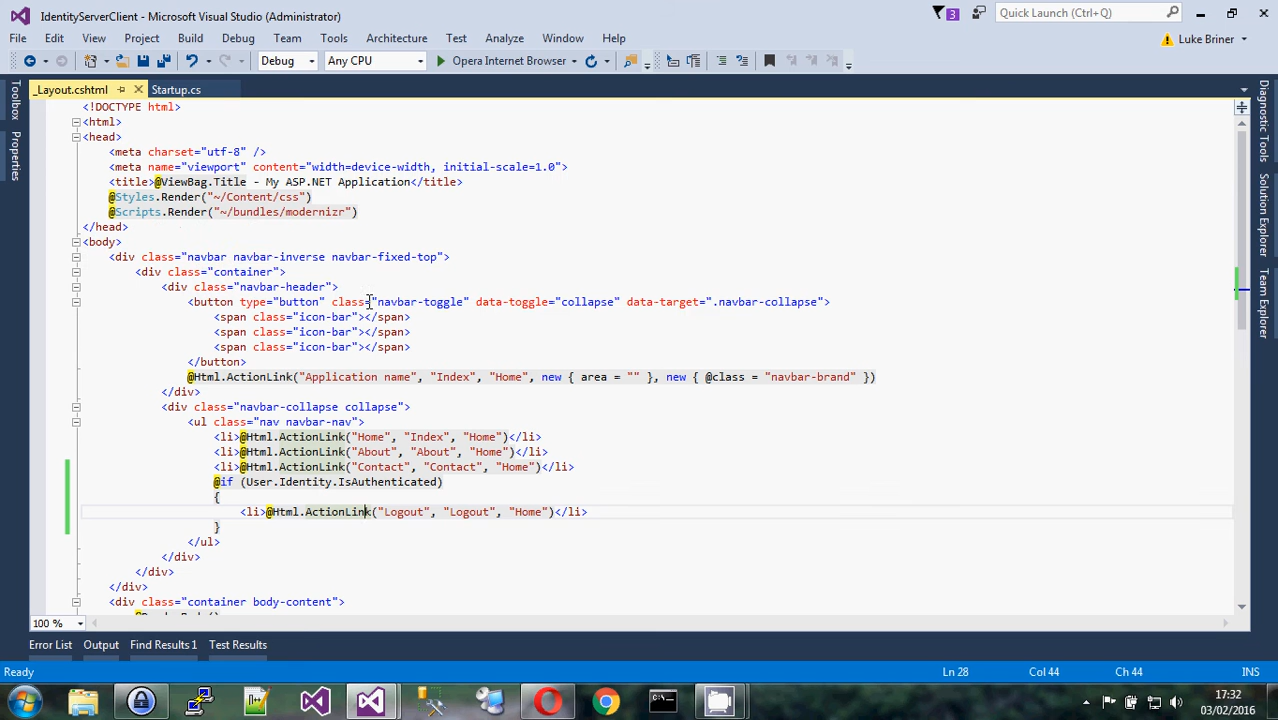 IdentityServerClient - Microsoft Visual Studio (Administrator)
3
Quick Launch (Ctrl+Q)
File Edit View Project Build Debug Team Tools Architecture Test Analyze Window Help
Luke Briner
Debug Any CPU Open Internet Browser
_Layout.cshtml Startup.cs
Toolbox
Properties
Diagnostic Tools
Solution Explorer
Team Explorer
<!DOCTYPE html>
<html>
<head>
<meta charset="utf-8" />
<meta name="viewport" content="width=device-width, initial-scale=1.0">
<title>@ViewBag.Title - My ASP.NET Application</title>
@Styles.Render("~/Content/css")
@Scripts.Render("~/bundles/modernizr")
</head>
<body>
<div class="navbar navbar-inverse navbar-fixed-top">
<div class="container">
<div class="navbar-header">
<button type="button" class="navbar-toggle" data-toggle="collapse" data-target=".navbar-collapse">
<span class="icon-bar"></span>
<span class="icon-bar"></span>
<span class="icon-bar"></span>
</button>
@Html.ActionLink("Application name", "Index", "Home", new { area = "" }, new { @class = "navbar-brand" })
</div>
<div class="navbar-collapse collapse">
<ul class="nav navbar-nav">
<li>@Html.ActionLink("Home", "Index", "Home")</li>
<li>@Html.ActionLink("About", "About", "Home")</li>
<li>@Html.ActionLink("Contact", "Contact", "Home")</li>
@if (User.Identity.IsAuthenticated)
{
<li>@Html.ActionLink("Logout", "Logout", "Home")</li>
}
</ul>
</div>
</div>
</div>
<div class="container body-content">
100 %
Error List Output Find Results 1 Test Results
Ready Ln 28 Col 44 Ch 44 INS
17:32
03/02/2016